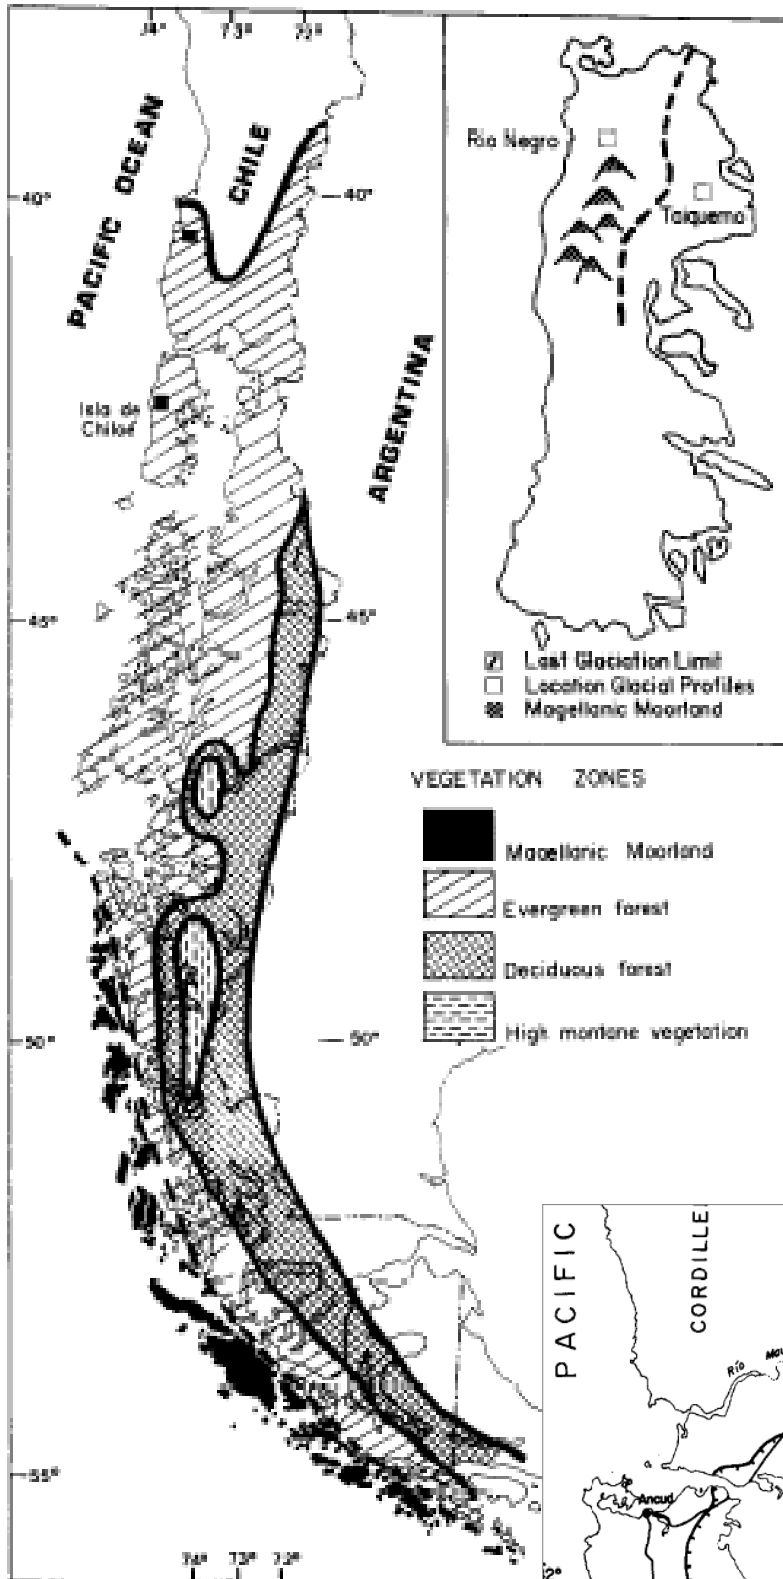 74° 73° 72°
PACIFIC OCEAN
CHILE
40°
40°
ARGENTINA
Isla de
Chiloé
45°
45°
50°
50°
55°
74° 73° 72°
Río Negro
Taiquemo
Last Glaciation Limit
Location Glacial Profiles
Magellanic Moorland
VEGETATION ZONES
Magellanic Moorland
Evergreen forest
Deciduous forest
High montane vegetation
PACIFIC
CORDILLE
Río
Ancud
2°